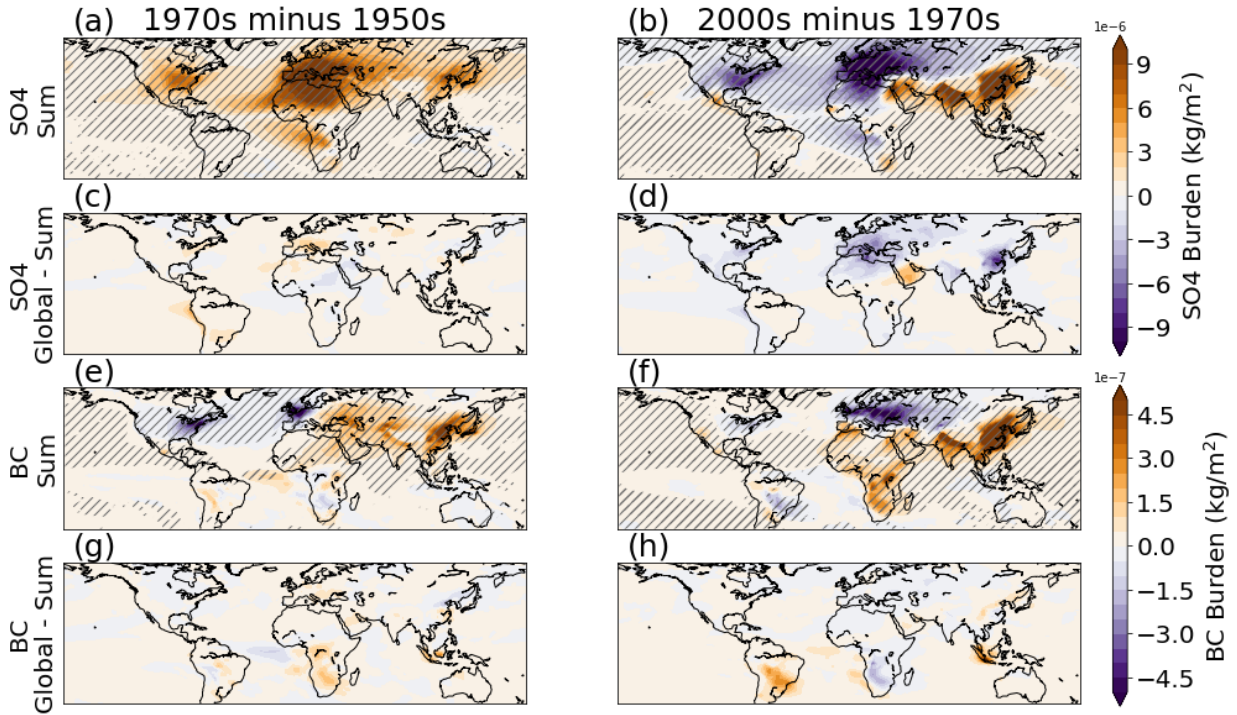 (a) 1970s minus 1950s
(b) 2000s minus 1970s
SO4
Sum
1e−6
9
6
3
0
−3
−6
−9
SO4 Burden (kg/m²)
(c)
(d)
SO4
Global - Sum
(e)
(f)
BC
Sum
1e−7
4.5
3.0
1.5
0.0
−1.5
−3.0
−4.5
BC Burden (kg/m²)
(g)
(h)
BC
Global - Sum